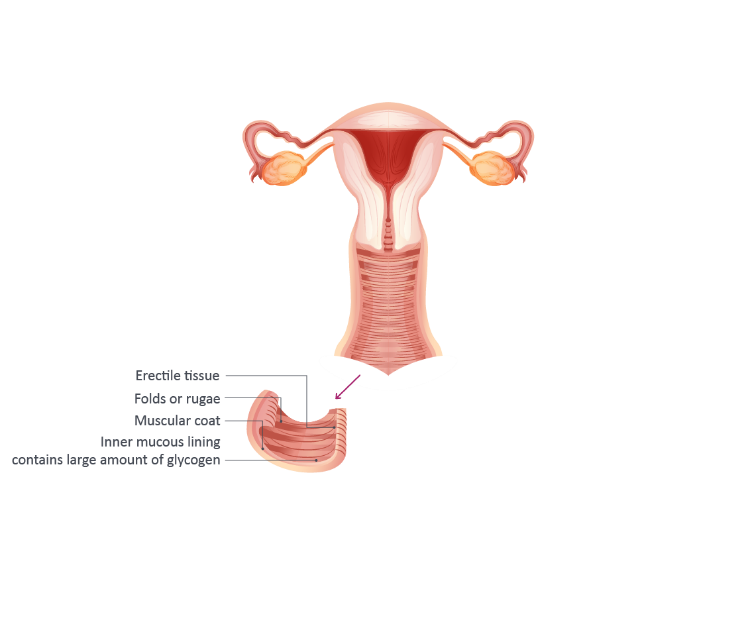 Erectile tissue
Folds or rugae
Muscular coat
Inner mucous lining
contains large amount of glycogen